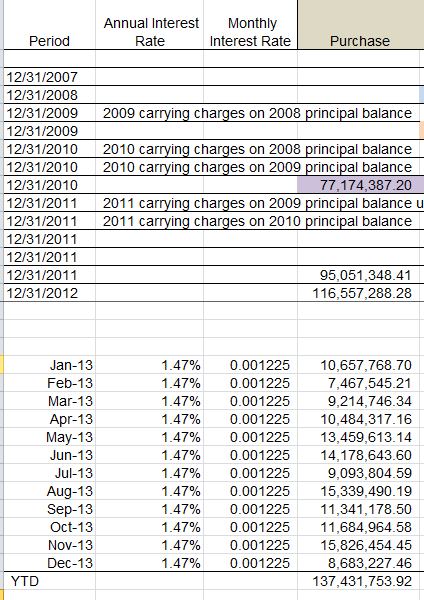 Annual Interest Monthly
Period Rate Interest Rate Purchase
12/31/2007
12/31/2008
12/31/2009 2009 carrying charges on 2008 principal balance
12/31/2009
12/31/2010 2010 carrying charges on 2008 principal balance
12/31/2010 2010 carrying charges on 2009 principal balance
12/31/2010 77,174,387.20
12/31/2011 2011 carrying charges on 2009 principal balance u
12/31/2011 2011 carrying charges on 2010 principal balance
12/31/2011
12/31/2011
12/31/2011 95,051,348.41
12/31/2012 116,557,288.28
Jan-13 1.47% 0.001225 10,657,768.70
Feb-13 1.47% 0.001225 7,467,545.21
Mar-13 1.47% 0.001225 9,214,746.34
Apr-13 1.47% 0.001225 10,484,317.16
May-13 1.47% 0.001225 13,459,613.14
Jun-13 1.47% 0.001225 14,178,643.60
Jul-13 1.47% 0.001225 9,093,804.59
Aug-13 1.47% 0.001225 15,339,490.19
Sep-13 1.47% 0.001225 11,341,178.50
Oct-13 1.47% 0.001225 11,684,964.58
Nov-13 1.47% 0.001225 15,826,454.45
Dec-13 1.47% 0.001225 8,683,227.46
YTD 137,431,753.92